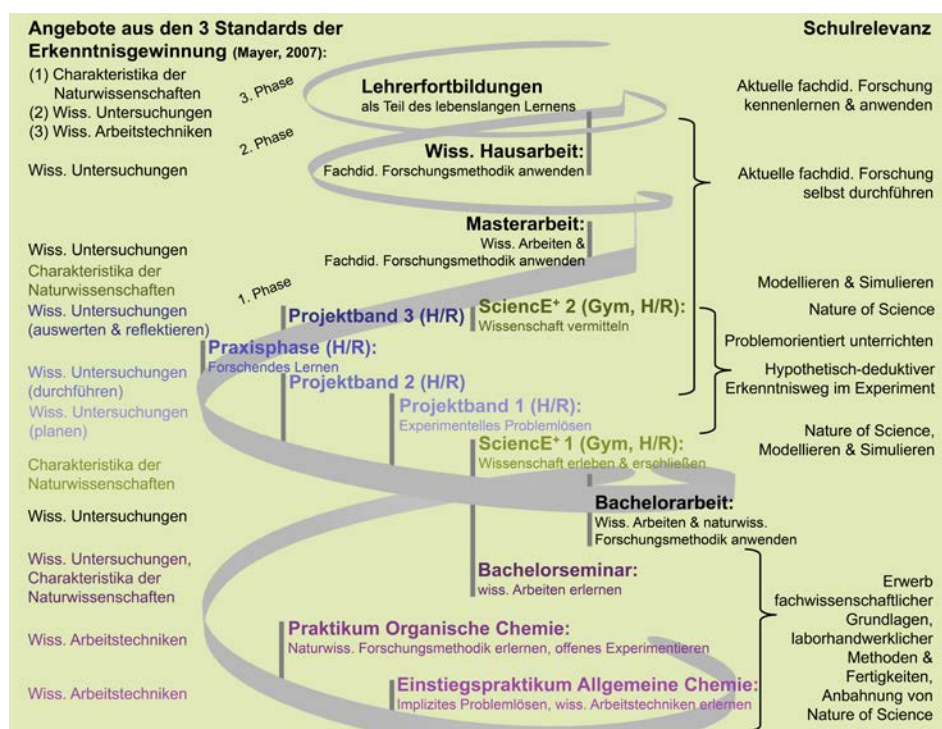 Angebote aus den 3 Standards der
Erkenntnisgewinnung (Mayer, 2007):
Schulrelevanz
(1) Charakteristika der
Naturwissenschaften
(2) Wiss. Untersuchungen
(3) Wiss. Arbeitstechniken
3. Phase
Lehrerfortbildungen
als Teil des lebenslangen Lernens
Aktuelle fachdid. Forschung
kennenlernen & anwenden
2. Phase
Wiss. Untersuchungen
Wiss. Hausarbeit:
Fachdid. Forschungsmethodik anwenden
Aktuelle fachdid. Forschung
selbst durchführen
Wiss. Untersuchungen
Masterarbeit:
Wiss. Arbeiten &
Fachdid. Forschungsmethodik anwenden
Charakteristika der
Naturwissenschaften
1. Phase
SciencE⁺ 2 (Gym, H/R):
Wissenschaft vermitteln
Modellieren & Simulieren
Nature of Science
Wiss. Untersuchungen
(auswerten & reflektieren)
Projektband 3 (H/R)
Problemorientiert unterrichten
Praxisphase (H/R):
Forschendes Lernen
Wiss. Untersuchungen
(durchführen)
Projektband 2 (H/R)
Hypothetisch-deduktiver
Erkenntnisweg im Experiment
Wiss. Untersuchungen
(planen)
Projektband 1 (H/R):
Experimentelles Problemlösen
Charakteristika der
Naturwissenschaften
SciencE⁺ 1 (Gym, H/R):
Wissenschaft erleben & erschließen
Nature of Science,
Modellieren & Simulieren
Wiss. Untersuchungen
Bachelorarbeit:
Wiss. Arbeiten & naturwiss.
Forschungsmethodik anwenden
Wiss. Untersuchungen,
Charakteristika der
Naturwissenschaften
Bachelorseminar:
wiss. Arbeiten erlernen
Wiss. Arbeitstechniken
Praktikum Organische Chemie:
Naturwiss. Forschungsmethodik erlernen, offenes Experimentieren
Wiss. Arbeitstechniken
Einstiegspraktikum Allgemeine Chemie:
Implizites Problemlösen, wiss. Arbeitstechniken erlernen
Erwerb
fachwissenschaftlicher
Grundlagen,
laborhandwerklicher
Methoden &
Fertigkeiten,
Anbahnung von
Nature of Science